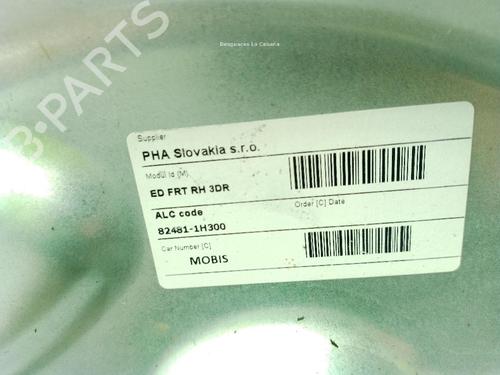 Desguaces La Cabaña
B-PARTS
Supplier
PHA Slovakia s.r.o.
Modul Id (M)
ED FRT RH 3DR
ALC code
Order [C] Date
82481-1H300
Car Number [C]
MOBIS